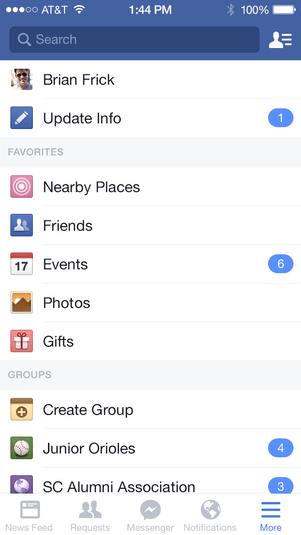 AT&T 1:44 PM 100%
Search
Brian Frick
Update Info 1
FAVORITES
Nearby Places
Friends
17 Events 6
Photos
Gifts
GROUPS
Create Group
Junior Orioles 4
SC Alumni Association 3
News Feed Requests Messenger Notifications More